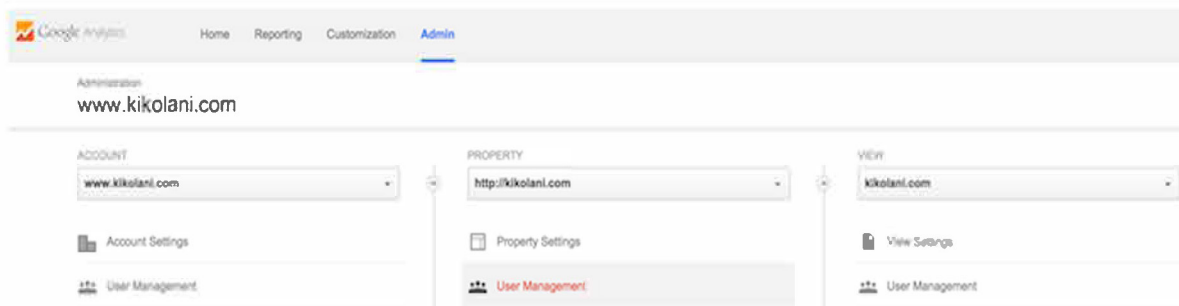 Google Analytics Home Reporting Customization Admin
Administration
www.kikolani.com
ACCOUNT PROPERTY VIEW
www.kikolani.com http://kikolani.com kikolani.com
Account Settings Property Settings View Settings
User Management User Management User Management